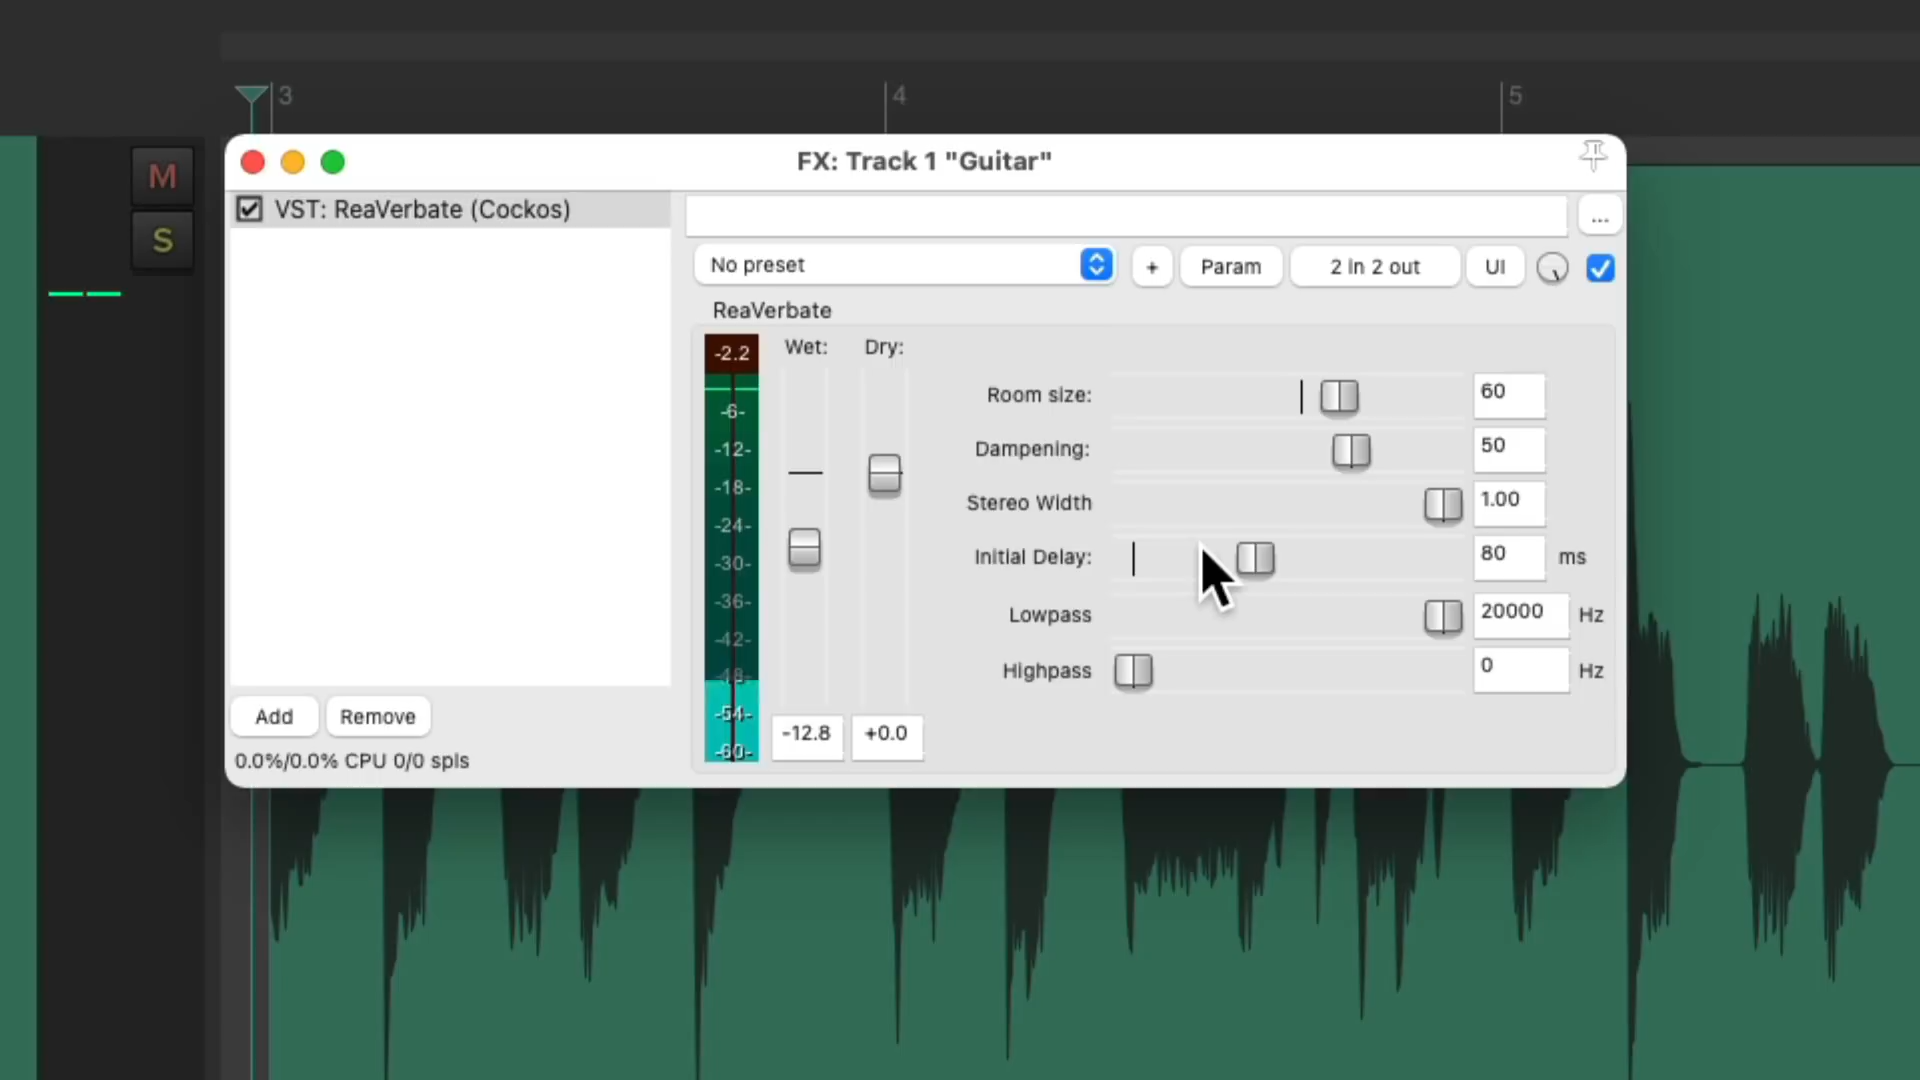 3
4
5
M
S
FX: Track 1 "Guitar"
VST: ReaVerbate (Cockos)
...
No preset
+
Param
2 in 2 out
UI
ReaVerbate
-2.2
Wet:
Dry:
-6-
-12-
-18-
-24-
-30-
-36-
-42-
-48-
-54-
-60-
Room size:
60
Dampening:
50
Stereo Width
1.00
Initial Delay:
80
ms
Lowpass
20000
Hz
Highpass
0
Hz
-12.8
+0.0
Add
Remove
0.0%/0.0% CPU 0/0 spls